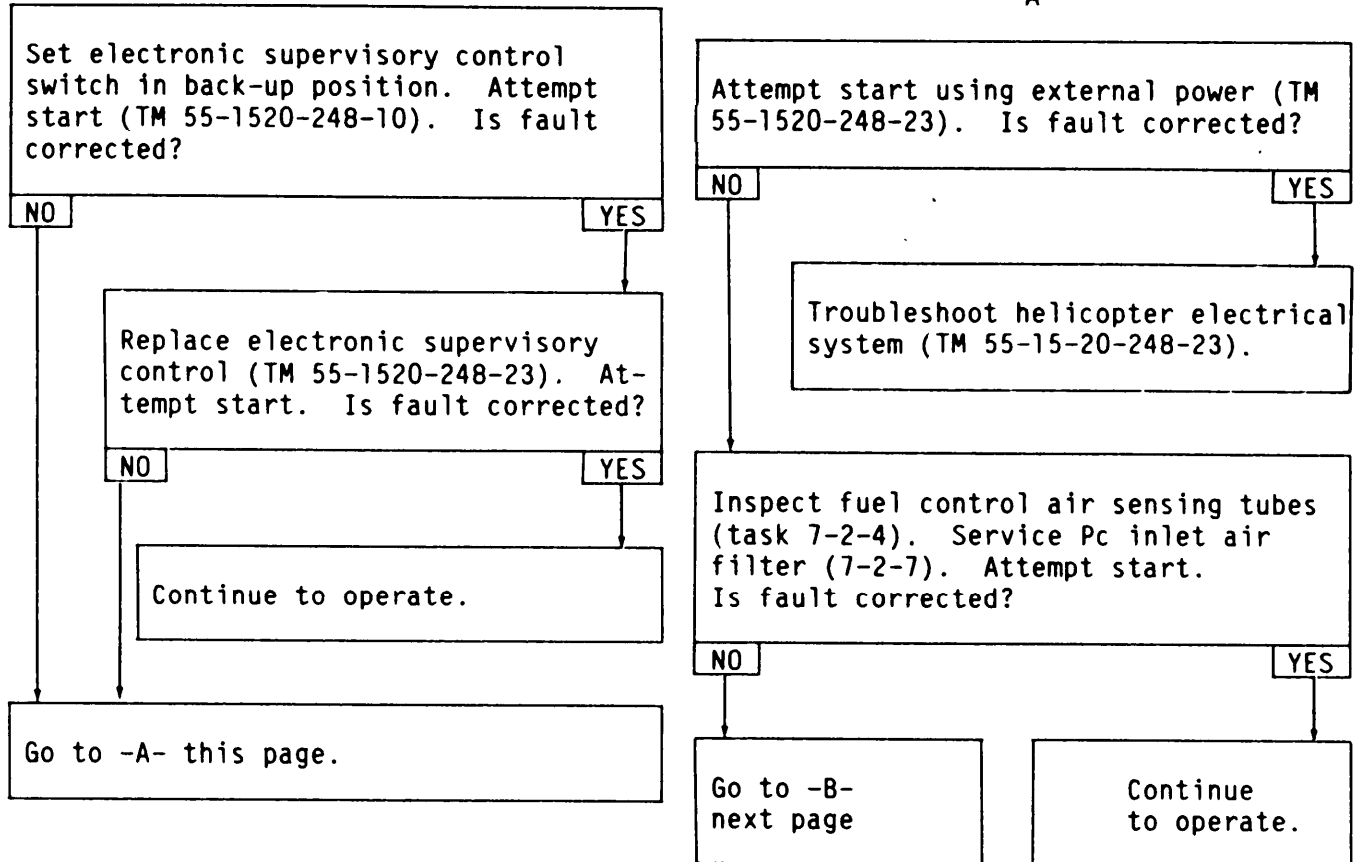 Set electronic supervisory control
switch in back-up position. Attempt
start (TM 55-1520-248-10). Is fault
corrected?
NO
YES
Replace electronic supervisory
control (TM 55-1520-248-23). At-
tempt start. Is fault corrected?
NO
YES
Continue to operate.
Go to -A- this page.
A
Attempt start using external power (TM
55-1520-248-23). Is fault corrected?
NO
YES
Troubleshoot helicopter electrical
system (TM 55-15-20-248-23).
Inspect fuel control air sensing tubes
(task 7-2-4). Service Pc inlet air
filter (7-2-7). Attempt start.
Is fault corrected?
NO
YES
Go to -B-
next page
Continue
to operate.